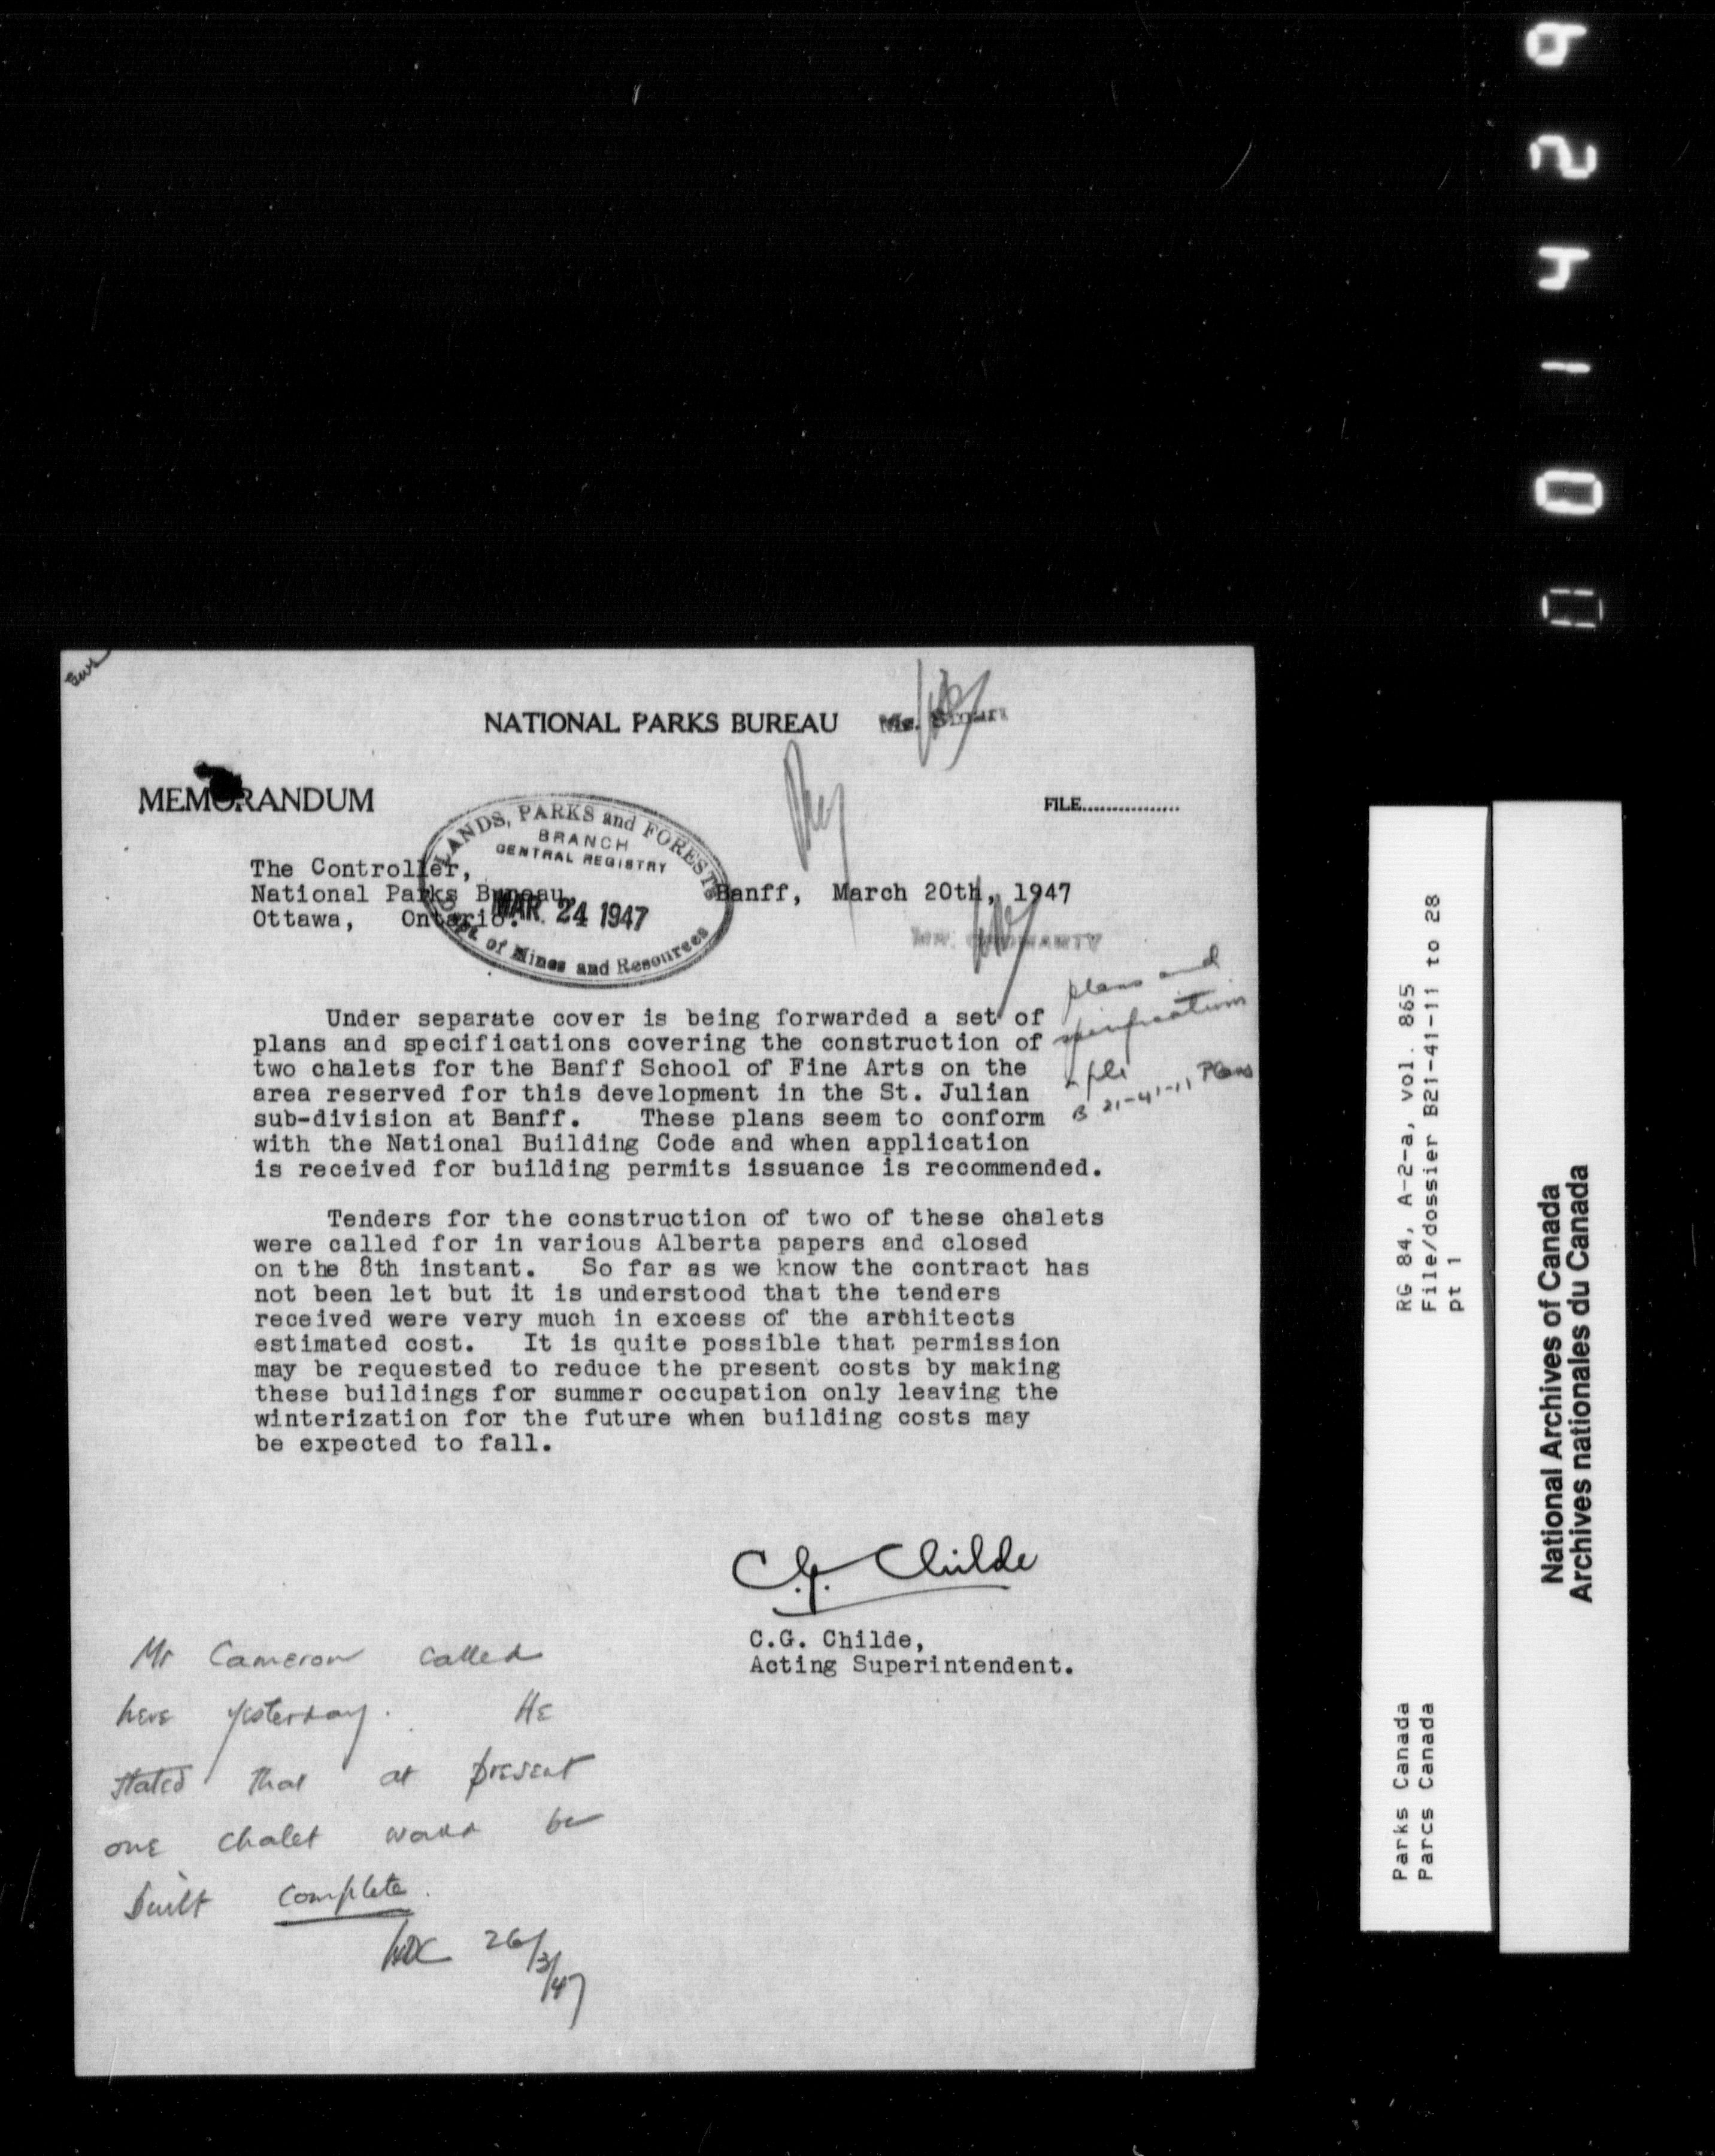 NATIONAL PARKS BUREAU
MEMORANDUM
FILE................
LANDS, PARKS and FORESTS
BRANCH
CENTRAL REGISTRY
MAR 24 1947
Dept. of Mines and Resources
The Controller,
National Parks Bureau,
Ottawa, Ontario.
Banff, March 20th, 1947
plans and
specifications
file
B 21-41-11 Plans
Under separate cover is being forwarded a set of
plans and specifications covering the construction of
two chalets for the Banff School of Fine Arts on the
area reserved for this development in the St. Julian
sub-division at Banff. These plans seem to conform
with the National Building Code and when application
is received for building permits issuance is recommended.
Tenders for the construction of two of these chalets
were called for in various Alberta papers and closed
on the 8th instant. So far as we know the contract has
not been let but it is understood that the tenders
received were very much in excess of the architects
estimated cost. It is quite possible that permission
may be requested to reduce the present costs by making
these buildings for summer occupation only leaving the
winterization for the future when building costs may
be expected to fall.
C.G. Childe
C.G. Childe,
Acting Superintendent.
Mr Cameron called
here yesterday. He
stated that at present
one chalet would be
built complete.
26/3/47
001429
RG 84, A-2-a, vol. 865
File/dossier B21-41-11 to 28
pt 1
Parks Canada
Parcs Canada
National Archives of Canada
Archives nationales du Canada